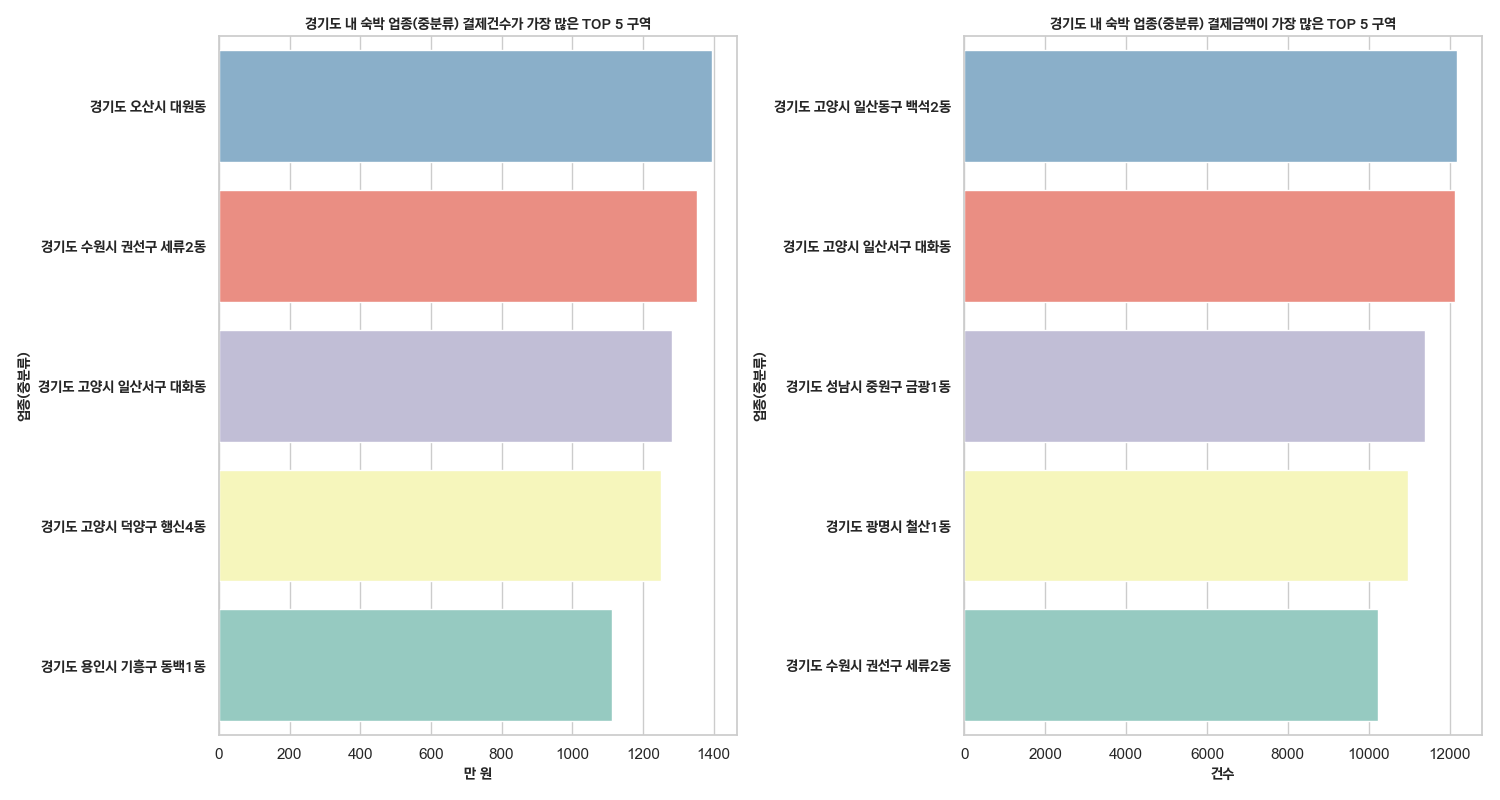 경기도 내 숙박 업종(중분류) 결제건수가 가장 많은 TOP 5 구역
업종(중분류)
경기도 오산시 대원동
경기도 수원시 권선구 세류2동
경기도 고양시 일산서구 대화동
경기도 고양시 덕양구 행신4동
경기도 용인시 기흥구 동백1동
0 200 400 600 800 1000 1200 1400
만 원
경기도 내 숙박 업종(중분류) 결제금액이 가장 많은 TOP 5 구역
업종(중분류)
경기도 고양시 일산동구 백석2동
경기도 고양시 일산서구 대화동
경기도 성남시 중원구 금광1동
경기도 광명시 철산1동
경기도 수원시 권선구 세류2동
0 2000 4000 6000 8000 10000 12000
건수